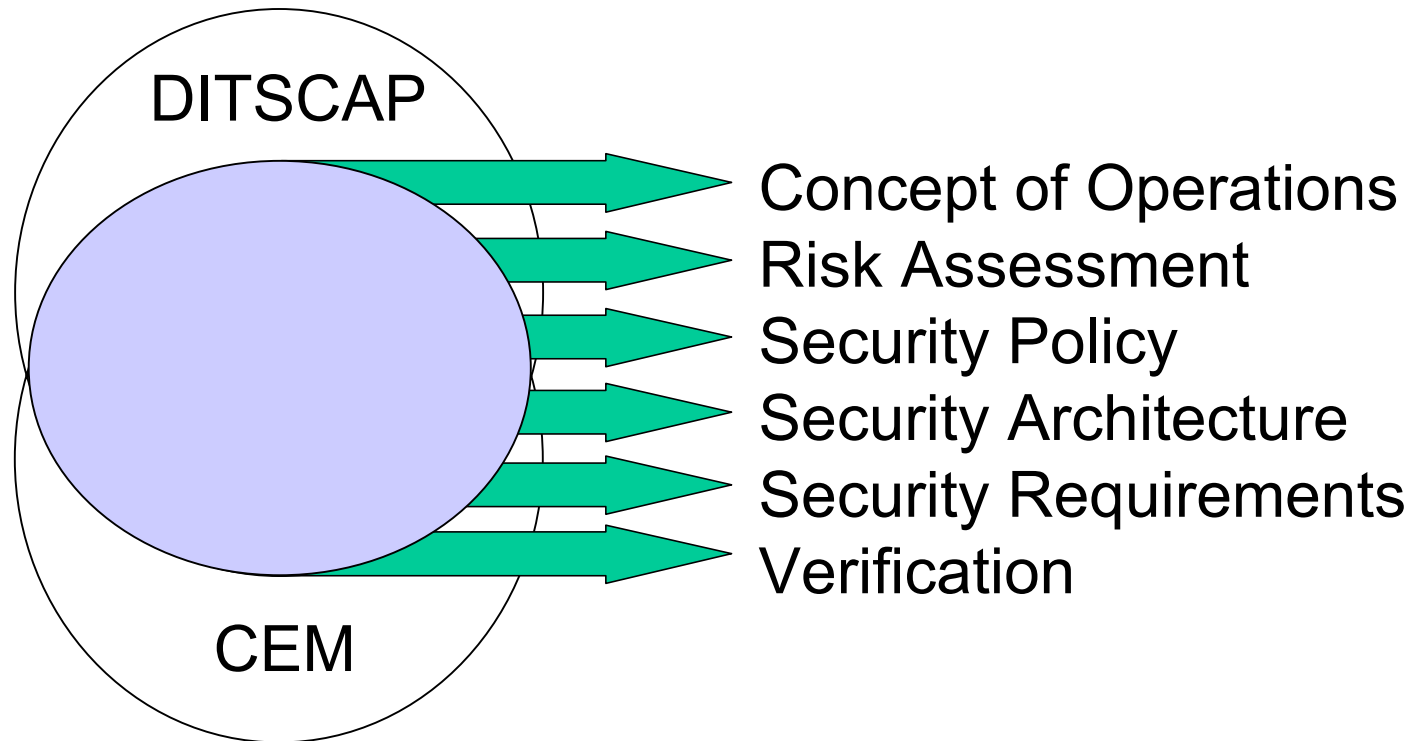 DITSCAP
Concept of Operations
Risk Assessment
Security Policy
Security Architecture
Security Requirements
Verification
CEM